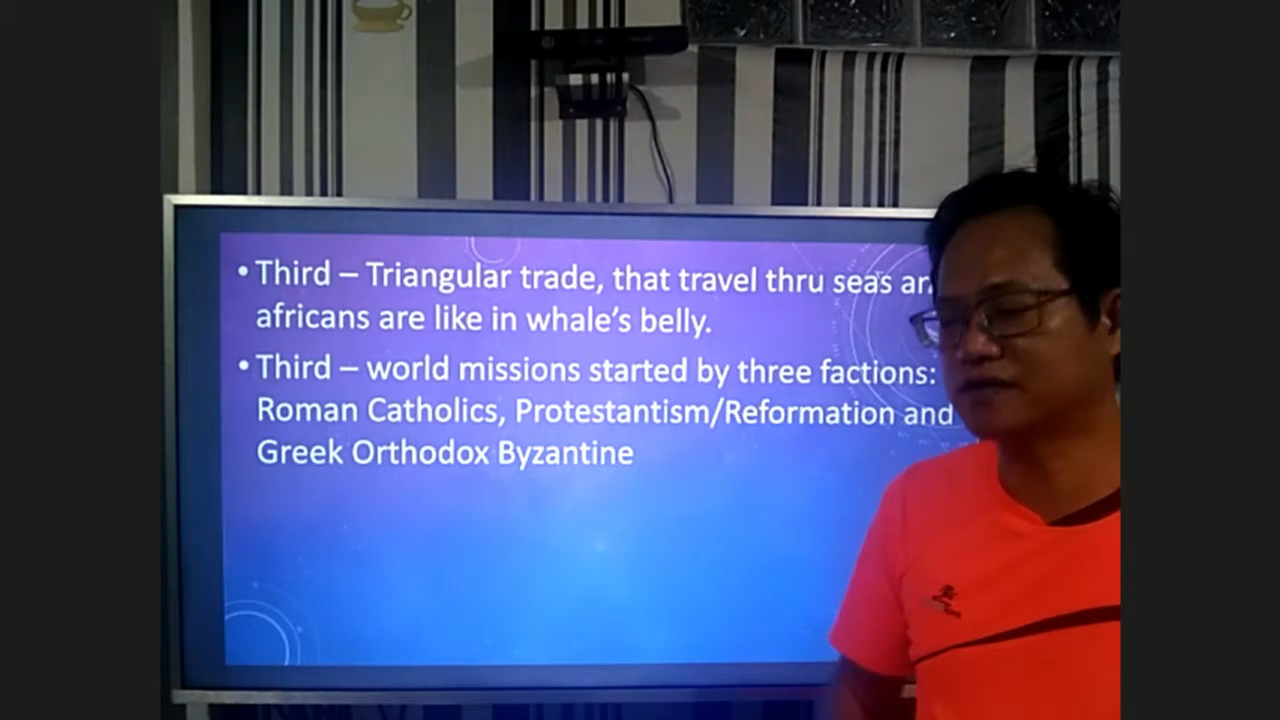 • Third – Triangular trade, that travel thru seas
africans are like in whale's belly.
• Third – world missions started by three factions:
Roman Catholics, Protestantism/Reformation and
Greek Orthodox Byzantine